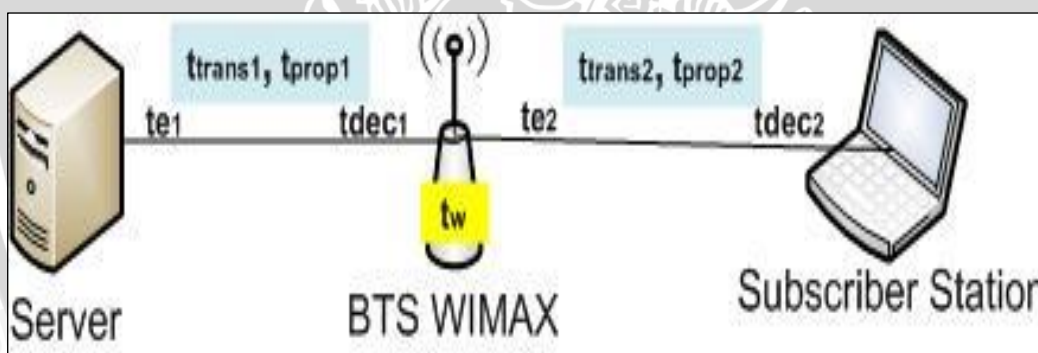 ttrans1, tprop1
ttrans2, tprop2
te1
tdec1
te2
tdec2
tw
Server
BTS WIMAX
Subscriber Station